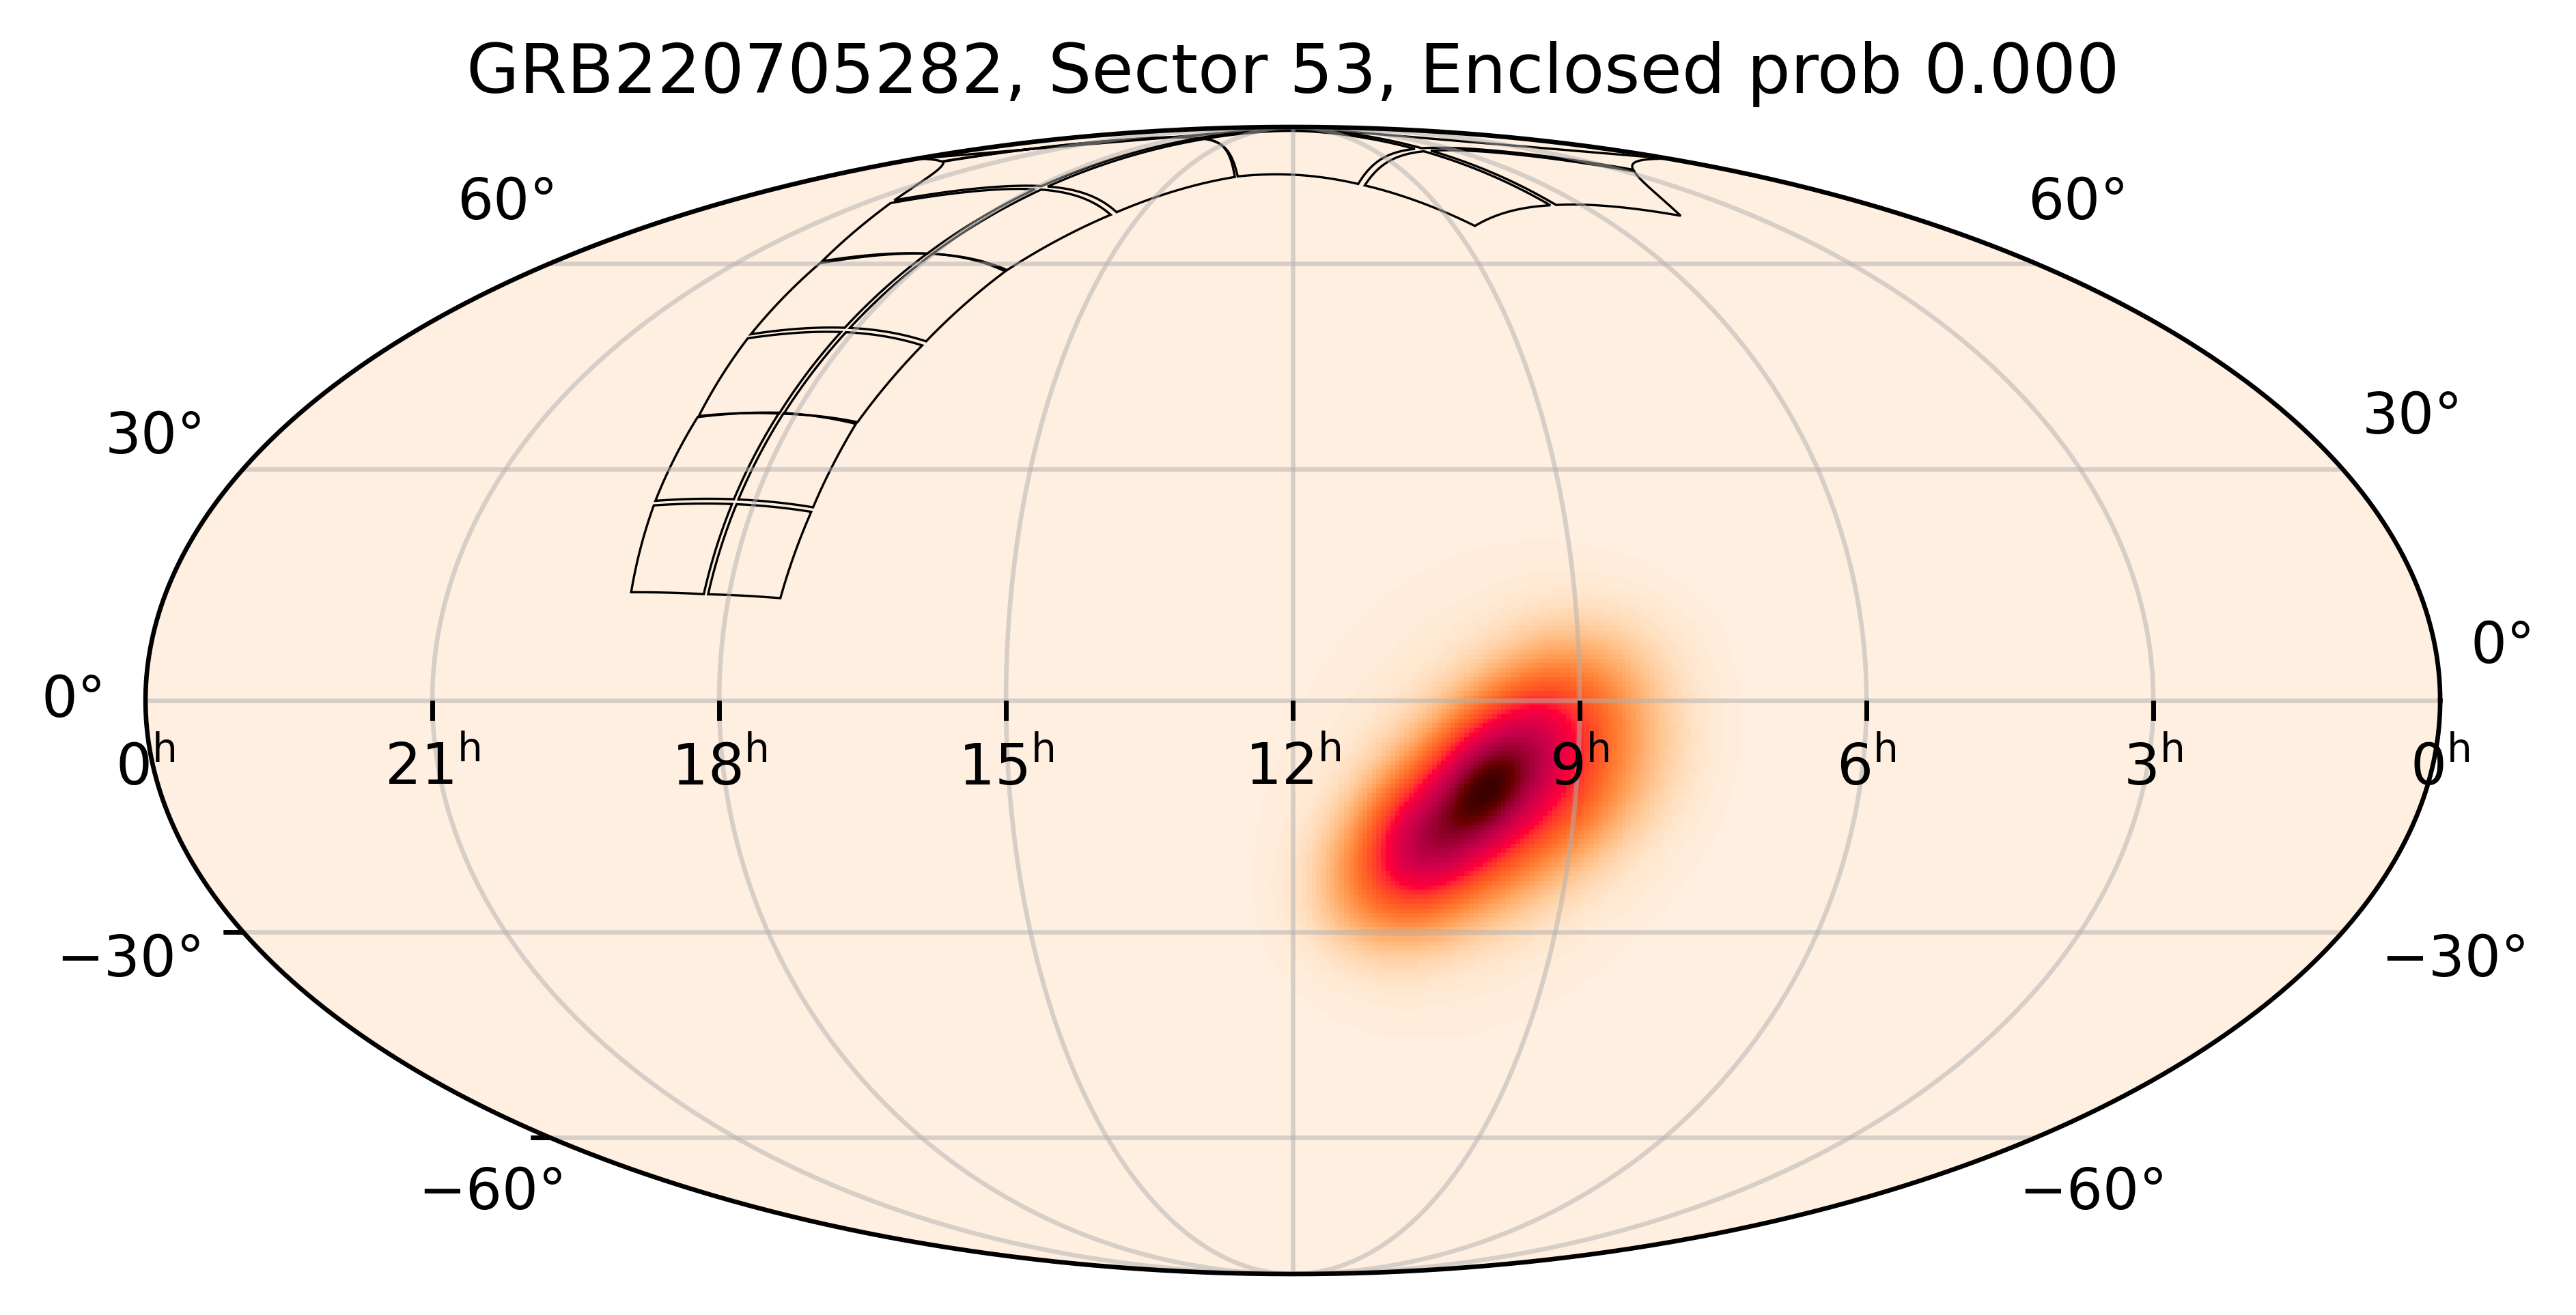 GRB220705282, Sector 53, Enclosed prob 0.000
60° 60°
30° 30°
0° 0°
0ʰ 21ʰ 18ʰ 15ʰ 12ʰ 9ʰ 6ʰ 3ʰ 0ʰ
−30° −30°
−60° −60°